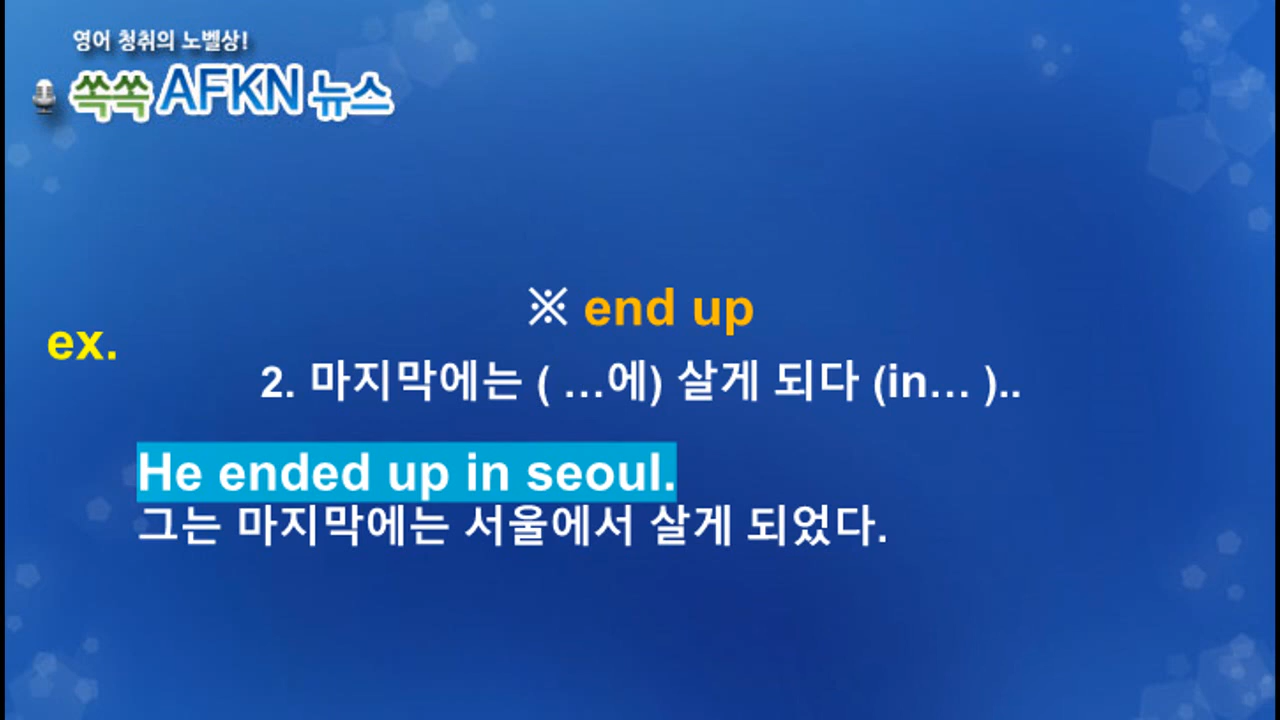 영어 청취의 노벨상!
쏙쏙 AFKN 뉴스
※ end up
ex.
2. 마지막에는 ( …에) 살게 되다 (in… )..
He ended up in seoul.
그는 마지막에는 서울에서 살게 되었다.